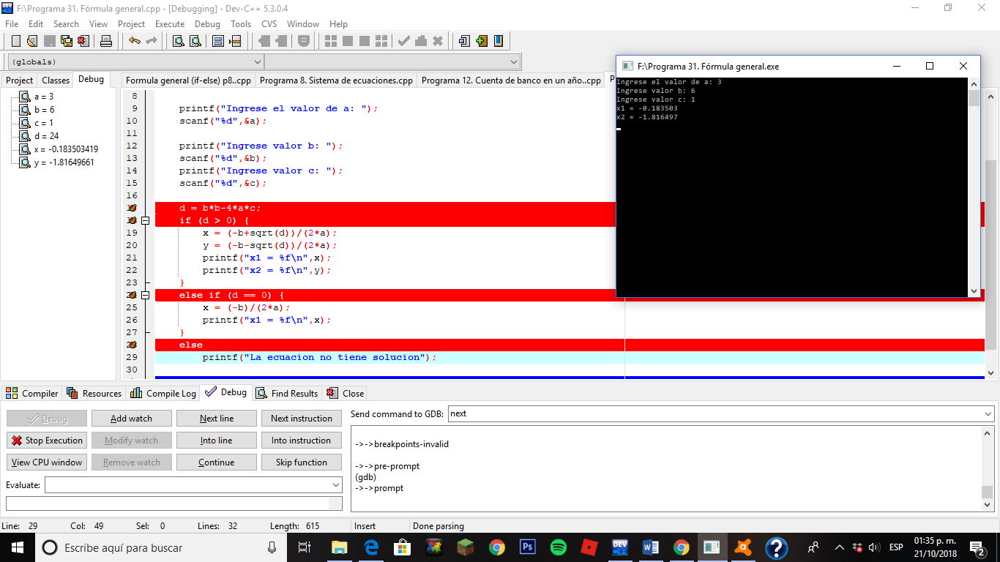 F:\Programa 31. Fórmula general.cpp - [Debugging] - Dev-C++ 5.3.0.4
File Edit Search View Project Execute Debug Tools CVS Window Help
(globals)
Project Classes Debug
Formula general (if-else) p8..cpp Programa 8. Sistema de ecuaciones.cpp Programa 12. Cuenta de banco en un año..cpp
a = 3
b = 6
c = 1
d = 24
x = -0.183503419
y = -1.81649661
8
9 printf("Ingrese el valor de a: ");
10 scanf("%d",&a);
11
12 printf("Ingrese valor b: ");
13 scanf("%d",&b);
14 printf("Ingrese valor c: ");
15 scanf("%d",&c);
16
d = b*b-4*a*c;
if (d > 0) {
19 x = (-b+sqrt(d))/(2*a);
20 y = (-b-sqrt(d))/(2*a);
21 printf("x1 = %f\n",x);
22 printf("x2 = %f\n",y);
23 }
else if (d == 0) {
25 x = (-b)/(2*a);
26 printf("x1 = %f\n",x);
27 }
else
29 printf("La ecuacion no tiene solucion");
30
F:\Programa 31. Fórmula general.exe
Ingrese el valor de a: 3
Ingrese valor b: 6
Ingrese valor c: 1
x1 = -0.183503
x2 = -1.816497
Compiler Resources Compile Log Debug Find Results Close
Debug Add watch Next line Next instruction
Stop Execution Modify watch Into line Into instruction
View CPU window Remove watch Continue Skip function
Evaluate:
Send command to GDB: next
->->breakpoints-invalid
->->pre-prompt
(gdb)
->->prompt
Line: 29 Col: 49 Sel: 0 Lines: 32 Length: 615 Insert Done parsing
Escribe aquí para buscar
Ps
DEV
ESP
01:35 p. m.
21/10/2018
2